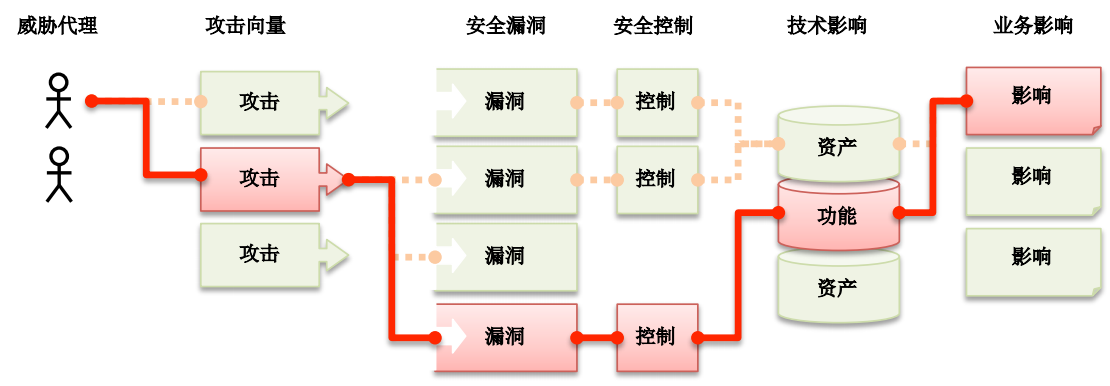 威胁代理 攻击向量 安全漏洞 安全控制 技术影响 业务影响
攻击 漏洞 控制 影响
资产
攻击 漏洞 控制 影响
功能
攻击 漏洞 影响
资产
漏洞 控制